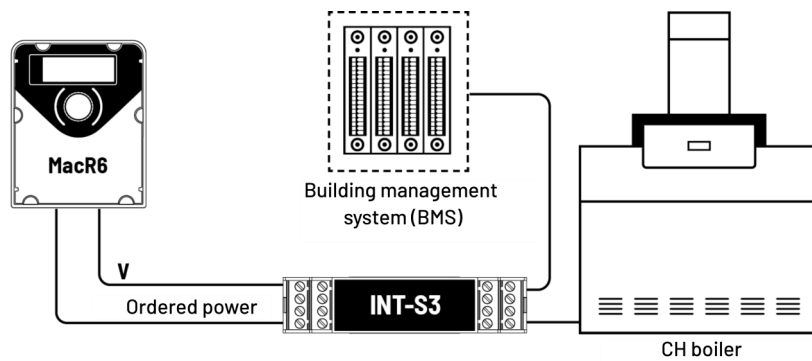 MacR6
Building management
system (BMS)
V
Ordered power
INT-S3
CH boiler